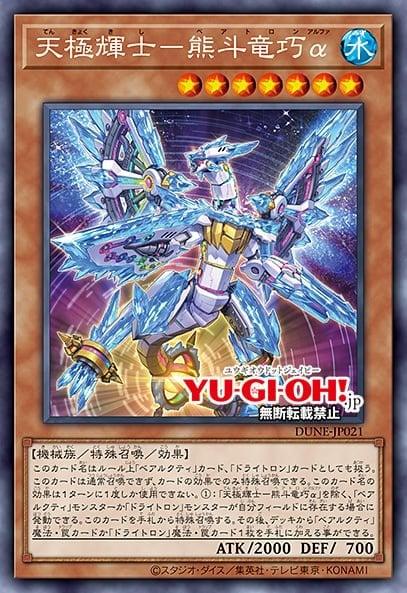 てんきょくきし ベアトロンアルファ
天極輝士-熊斗竜巧α
水
ユウギオウドットジェイピー
YU-GI-OH!.jp
無断転載禁止
DUNE-JP021
【機械族/特殊召喚/効果】
このカード名はルール上「ベアルクティ」カード、「ドライトロン」カードとしても扱う。
このカードは通常召喚できず、カードの効果でのみ特殊召喚できる。このカード名の
効果は1ターンに1度しか使用できない。①:「天極輝士-熊斗竜巧α」を除く、「ベア
ルクティ」モンスターか「ドライトロン」モンスターが自分フィールドに存在する場合に
発動できる。このカードを手札から特殊召喚する。その後、デッキから「ベアルクティ」
魔法・罠カードか「ドライトロン」魔法・罠カード1枚を手札に加える事ができる。
ATK/2000 DEF/ 700
©スタジオ・ダイス/集英社・テレビ東京・KONAMI